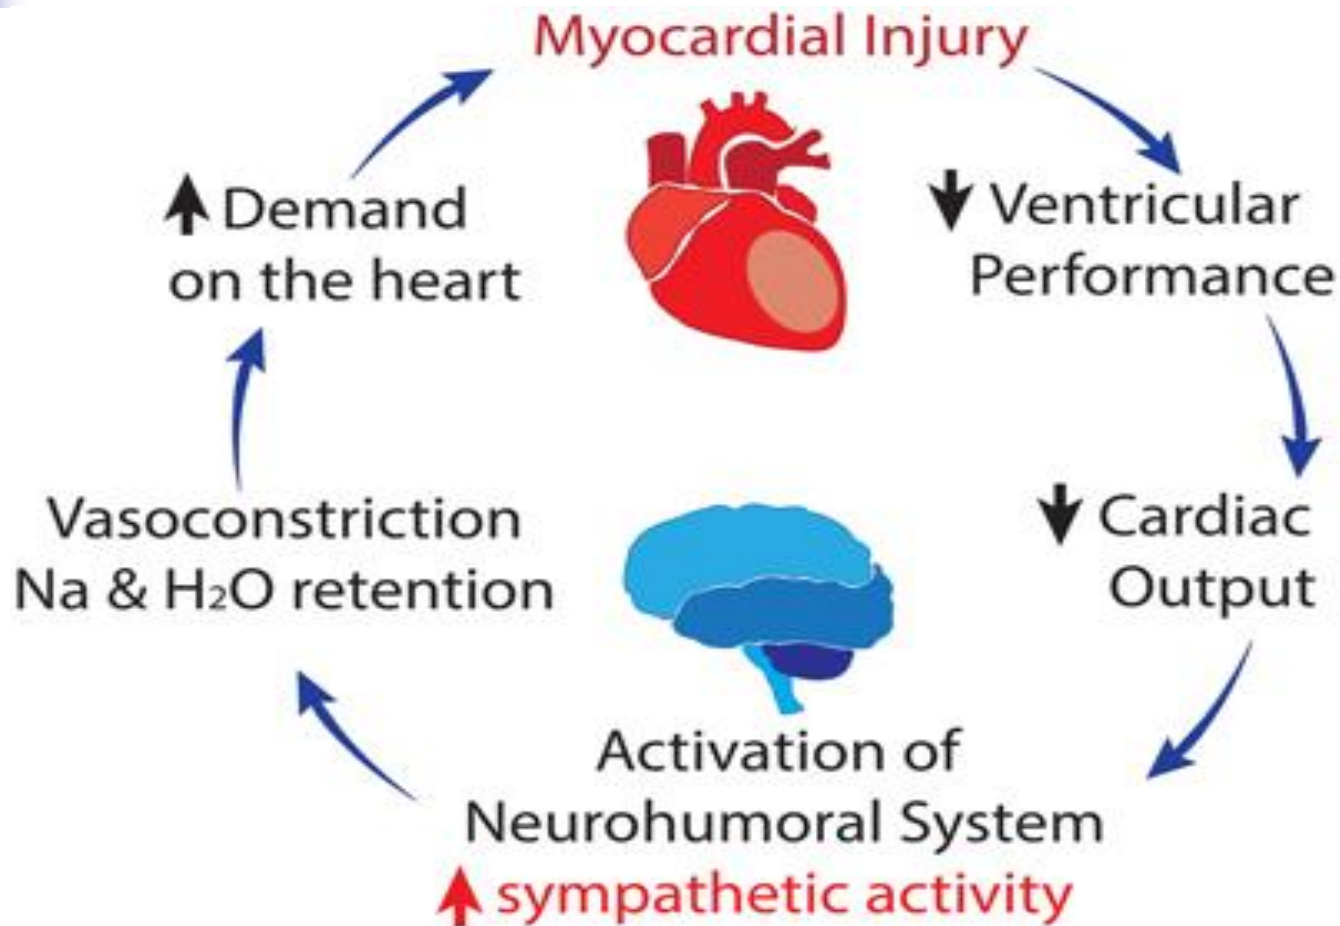 Myocardial Injury
Ventricular
Performance
Cardiac
Output
Activation of
Neurohumoral System
sympathetic activity
Vasoconstriction
Na & H₂O retention
Demand
on the heart